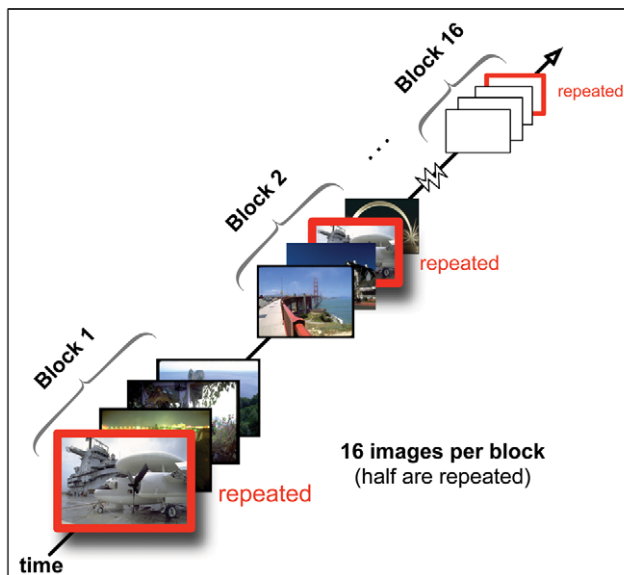 Block 16
repeated
. . .
Block 2
repeated
Block 1
16 images per block
(half are repeated)
repeated
time